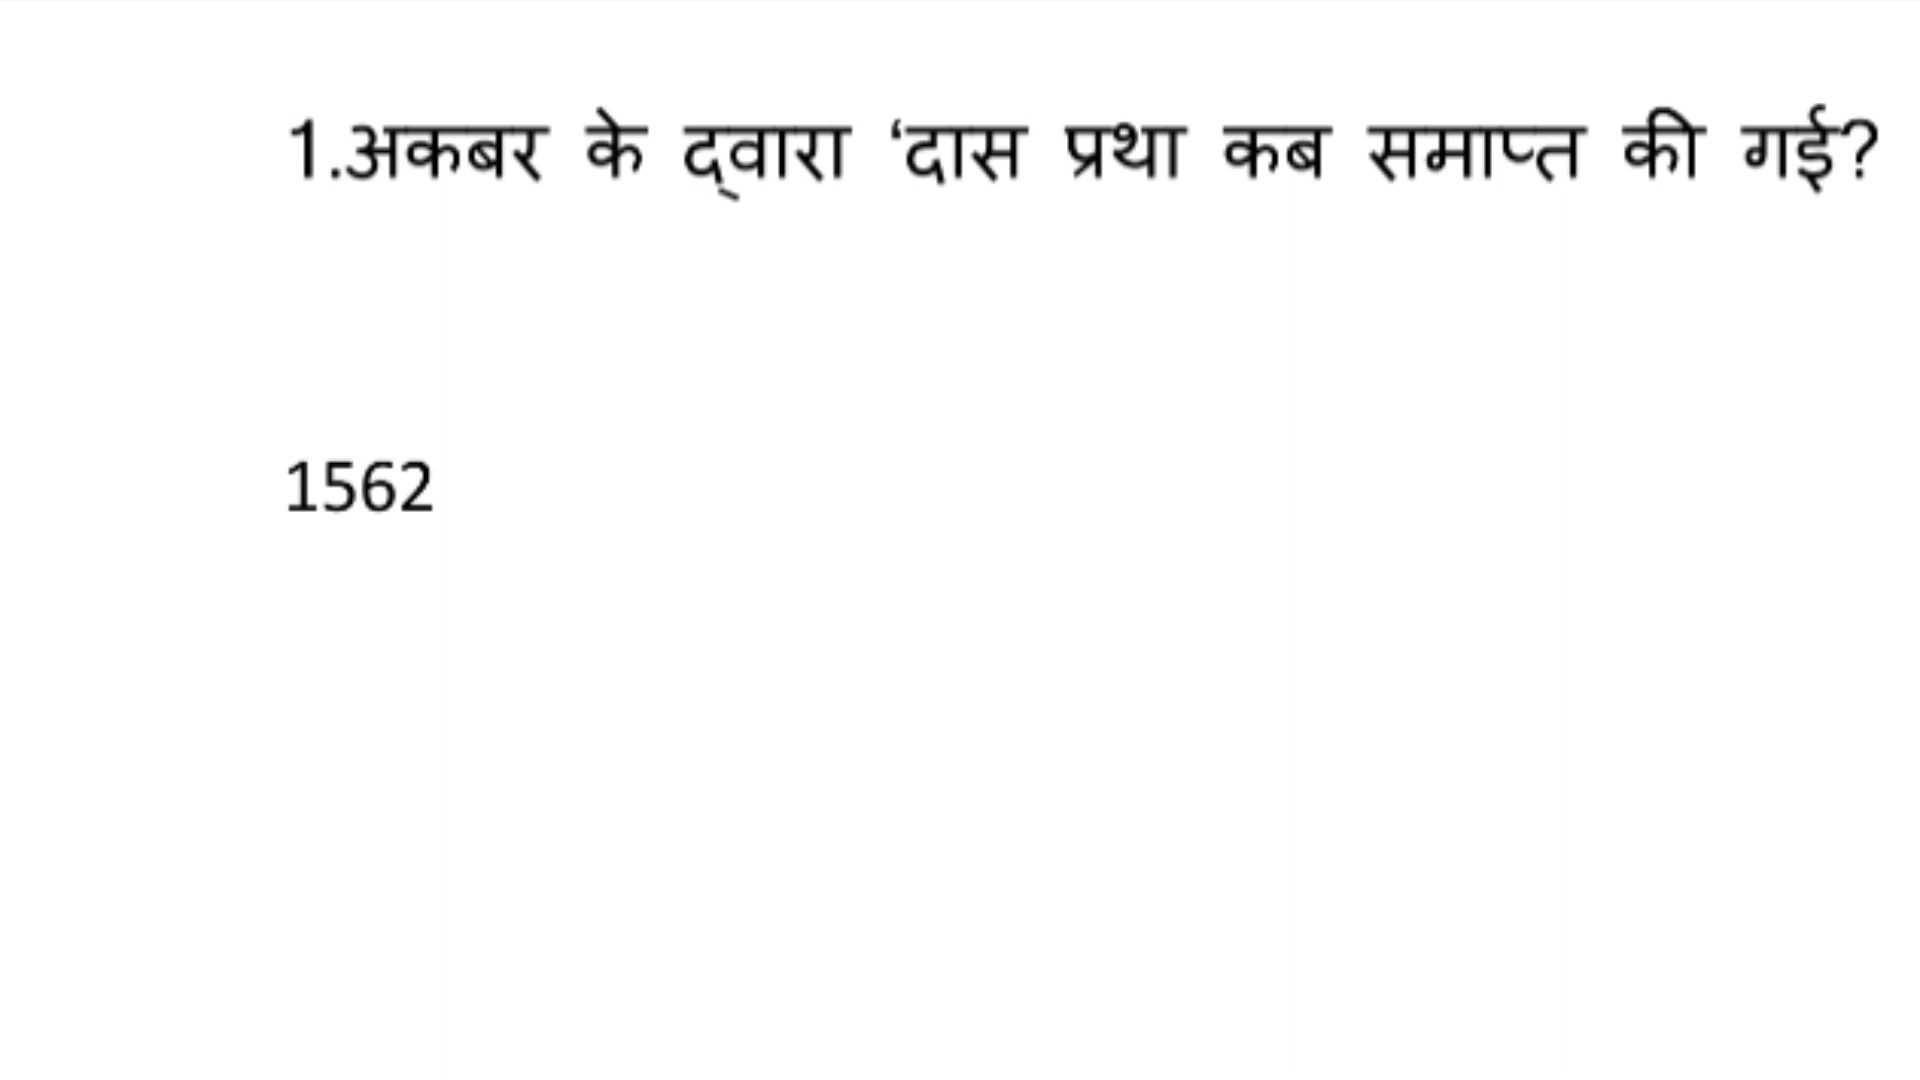 1.अकबर के द्वारा ‘दास प्रथा कब समाप्त की गई?
1562